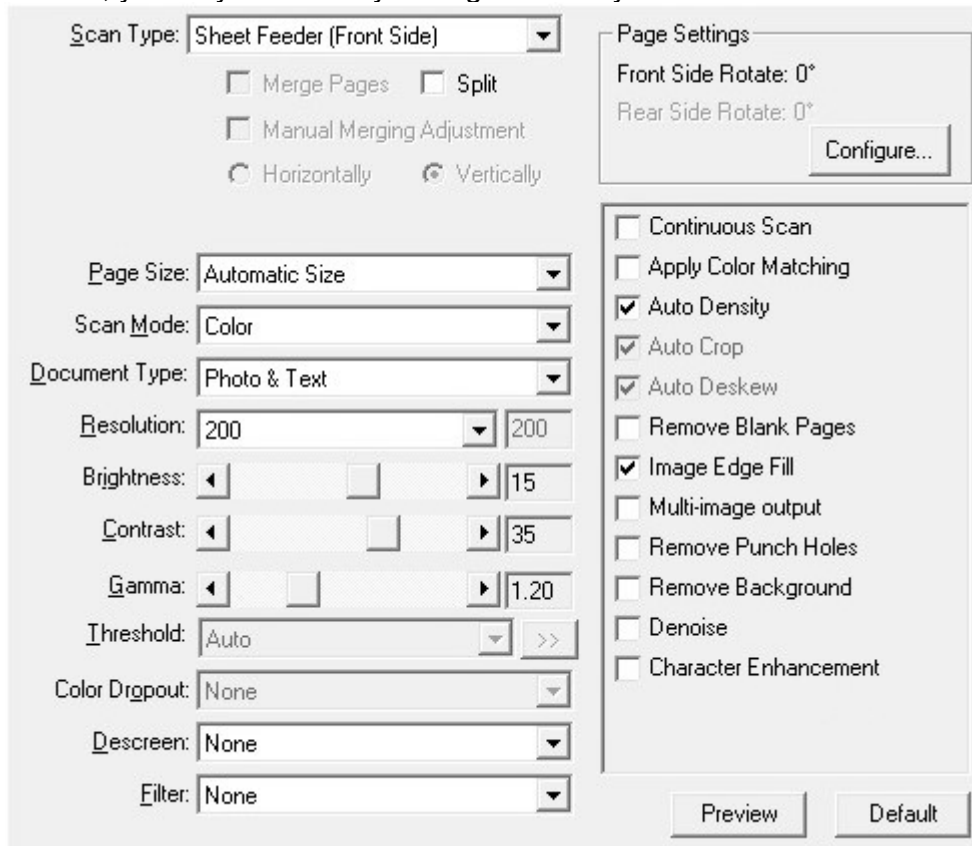 Scan Type: Sheet Feeder (Front Side)
Merge Pages Split
Manual Merging Adjustment
Horizontally Vertically
Page Size: Automatic Size
Scan Mode: Color
Document Type: Photo & Text
Resolution: 200 200
Brightness: 15
Contrast: 35
Gamma: 1.20
Threshold: Auto >>
Color Dropout: None
Descreen: None
Filter: None
Page Settings
Front Side Rotate: 0°
Rear Side Rotate: 0°
Configure...
Continuous Scan
Apply Color Matching
Auto Density
Auto Crop
Auto Deskew
Remove Blank Pages
Image Edge Fill
Multi-image output
Remove Punch Holes
Remove Background
Denoise
Character Enhancement
Preview Default